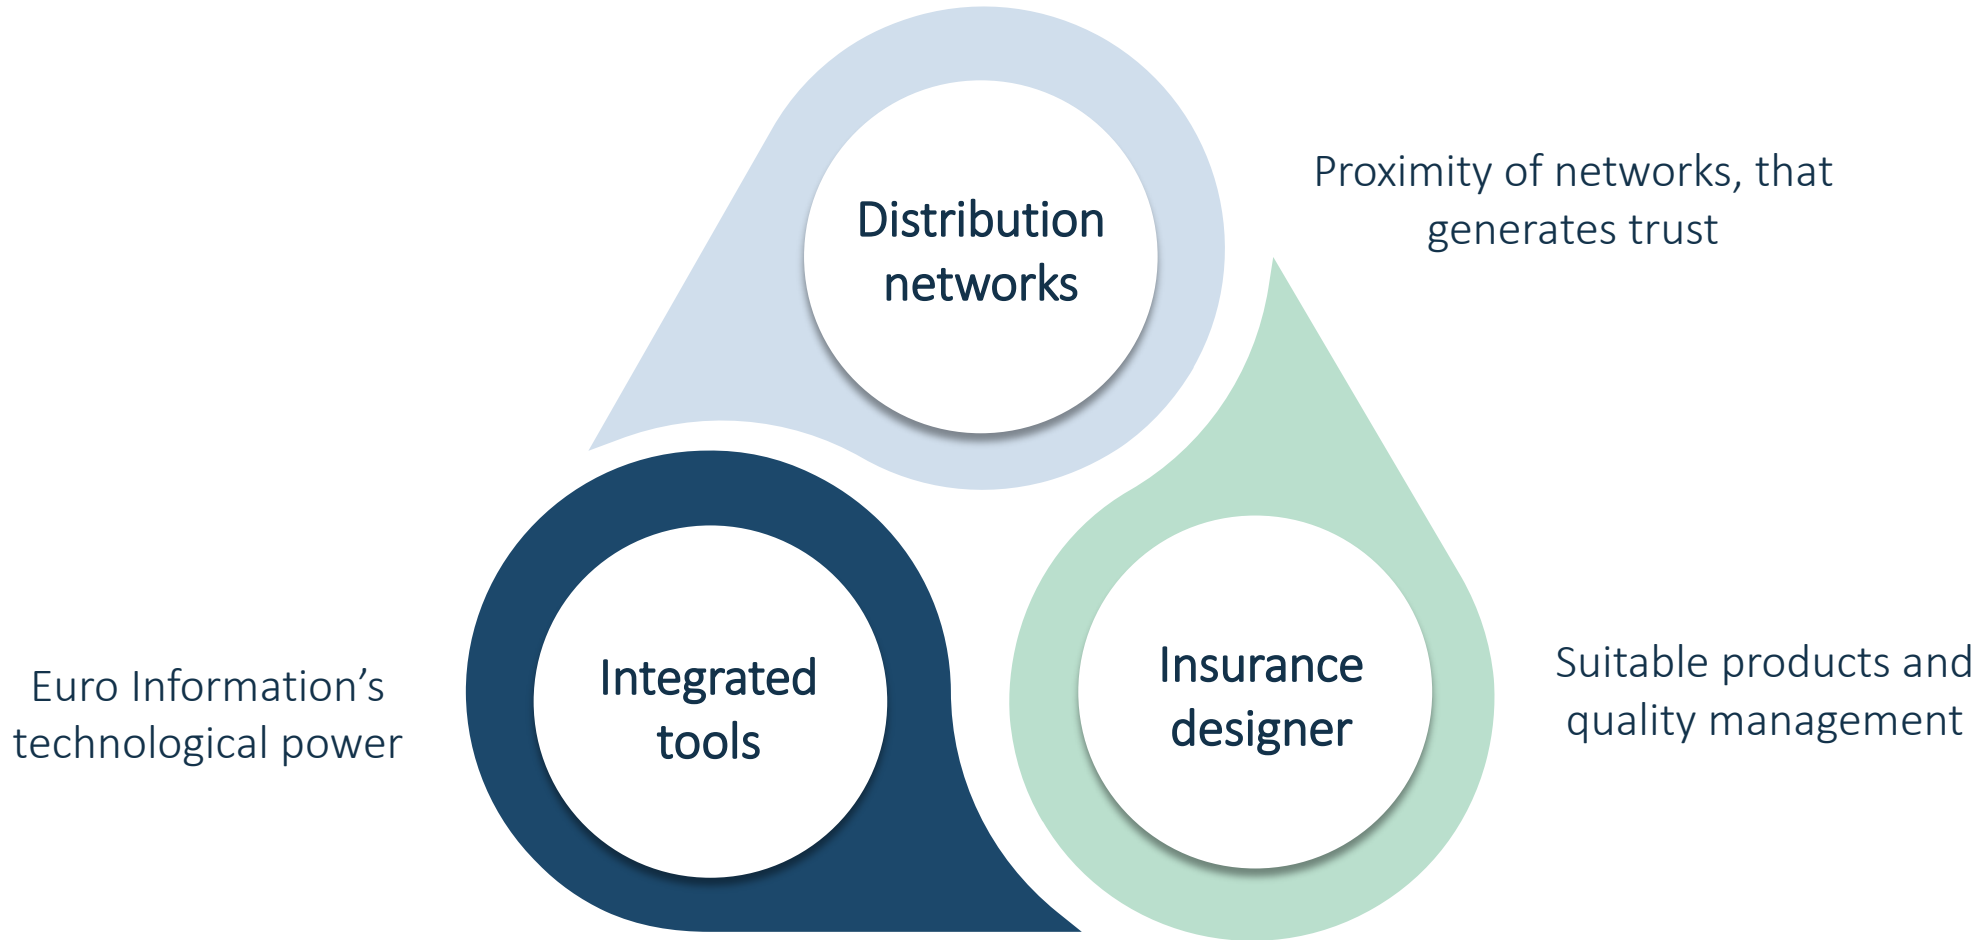 Distribution
networks
Proximity of networks, that
generates trust
Euro Information’s
technological power
Integrated
tools
Insurance
designer
Suitable products and
quality management